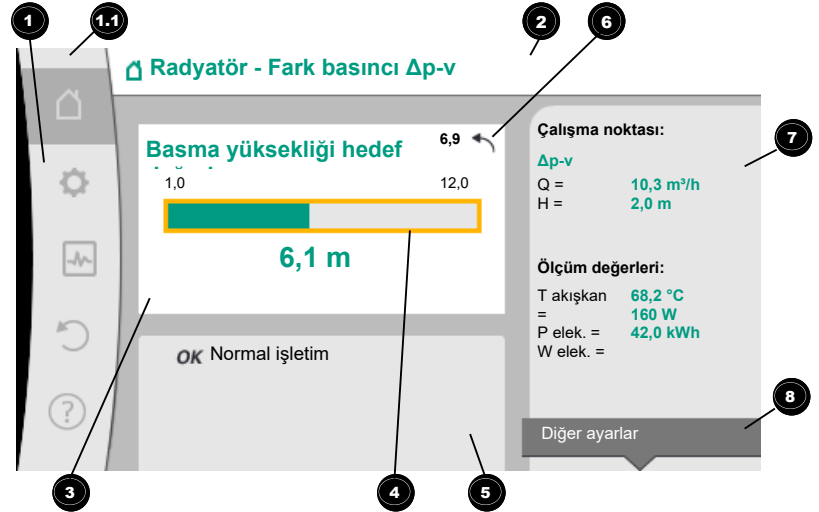 1
1.1
2
6
Radyatör - Fark basıncı Δp-v
Basma yüksekliği hedef
6,9
1,0
12,0
6,1 m
OK Normal işletim
Çalışma noktası:
Δp-v
Q = 10,3 m³/h
H = 2,0 m
7
Ölçüm değerleri:
T akışkan 68,2 °C
= 160 W
P elek. = 42,0 kWh
W elek. =
8
Diğer ayarlar
?
3
4
5